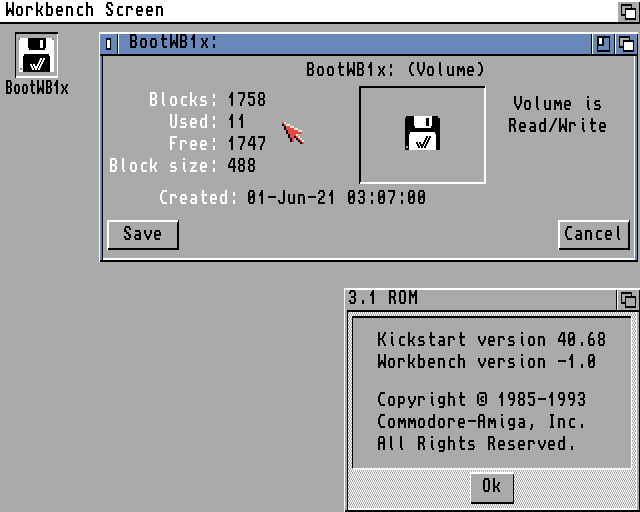 Workbench Screen
BootWB1x
BootWB1x:
BootWB1x: (Volume)
Blocks: 1758
Used: 11
Free: 1747
Block size: 488
Created: 01-Jun-21 03:07:00
Volume is
Read/Write
Save
Cancel
3.1 ROM
Kickstart version 40.68
Workbench version -1.0
Copyright © 1985-1993
Commodore-Amiga, Inc.
All Rights Reserved.
Ok